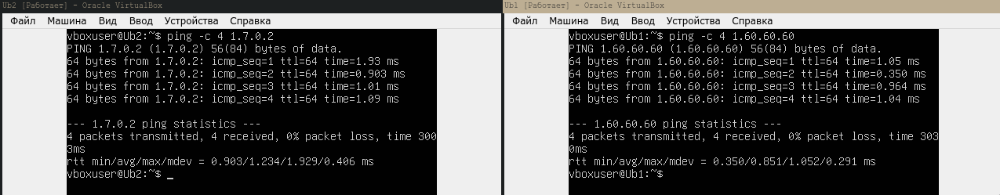 Ub2 [Работает] - Oracle VirtualBox
Файл Машина Вид Ввод Устройства Справка
vboxuser@Ub2:~$ ping -c 4 1.7.0.2
PING 1.7.0.2 (1.7.0.2) 56(84) bytes of data.
64 bytes from 1.7.0.2: icmp_seq=1 ttl=64 time=1.93 ms
64 bytes from 1.7.0.2: icmp_seq=2 ttl=64 time=0.903 ms
64 bytes from 1.7.0.2: icmp_seq=3 ttl=64 time=1.01 ms
64 bytes from 1.7.0.2: icmp_seq=4 ttl=64 time=1.09 ms
--- 1.7.0.2 ping statistics ---
4 packets transmitted, 4 received, 0% packet loss, time 300
3ms
rtt min/avg/max/mdev = 0.903/1.234/1.929/0.406 ms
vboxuser@Ub2:~$ _
Ub1 [Работает] - Oracle VirtualBox
Файл Машина Вид Ввод Устройства Справка
vboxuser@Ub1:~$ ping -c 4 1.60.60.60
PING 1.60.60.60 (1.60.60.60) 56(84) bytes of data.
64 bytes from 1.60.60.60: icmp_seq=1 ttl=64 time=1.05 ms
64 bytes from 1.60.60.60: icmp_seq=2 ttl=64 time=0.350 ms
64 bytes from 1.60.60.60: icmp_seq=3 ttl=64 time=0.964 ms
64 bytes from 1.60.60.60: icmp_seq=4 ttl=64 time=1.04 ms
--- 1.60.60.60 ping statistics ---
4 packets transmitted, 4 received, 0% packet loss, time 303
0ms
rtt min/avg/max/mdev = 0.350/0.851/1.052/0.291 ms
vboxuser@Ub1:~$